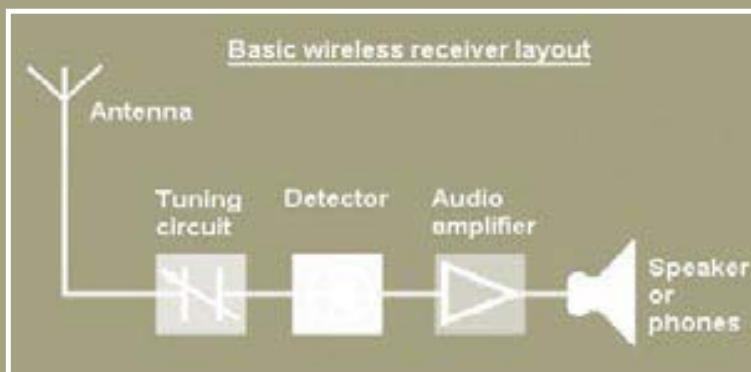 Basic wireless receiver layout
Antenna
Tuning
circuit
Detector
Audio
amplifier
Speaker
or
phones